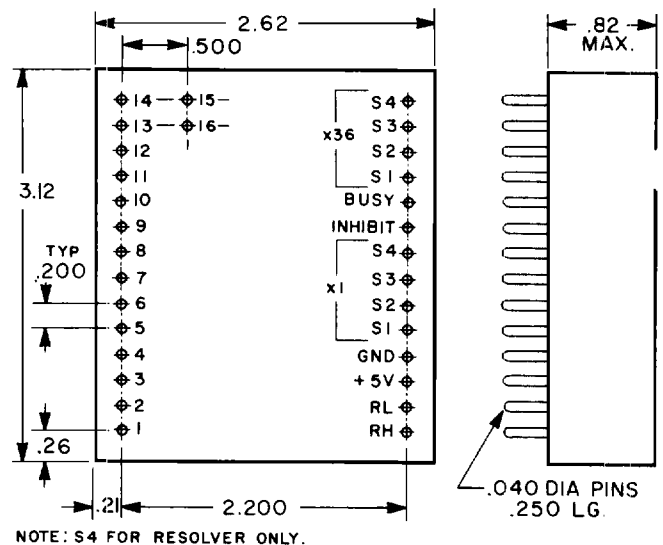 2.62
.500
.82
MAX.
14 15 S4
13 16 S3
12 x36 S2
11 S1
3.12
10 BUSY
9 INHIBIT
8 S4
TYP
.200
7 S3
x1
6 S2
5 S1
4 GND
3 +5V
2 RL
1 RH
.26
.21
2.200
.040 DIA PINS
.250 LG.
NOTE: S4 FOR RESOLVER ONLY.